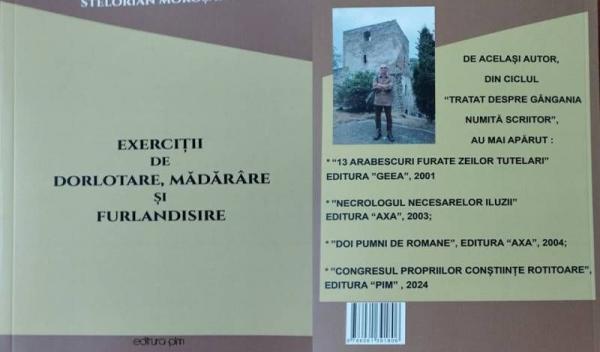 STELORIAN
EXERCIȚII
DE
DORLOTARE, MĂDĂRÂRE
ȘI
FURLANDISIRE
editura pim
DE ACELAȘI AUTOR,
DIN CICLUL
“TRATAT DESPRE GÂNGANIA
NUMITĂ SCRIITOR”,
AU MAI APĂRUT :
* “13 ARABESCURI FURATE ZEILOR TUTELARI”
EDITURA ”GEEA”, 2001
* ”NECROLOGUL NECESARELOR ILUZII”
EDITURA “AXA”, 2003;
* ”DOI PUMNI DE ROMANE”, EDITURA “AXA”, 2004;
* ”CONGRESUL PROPRIILOR CONȘTIINȚE ROTITOARE”,
EDITURA “PIM” , 2024